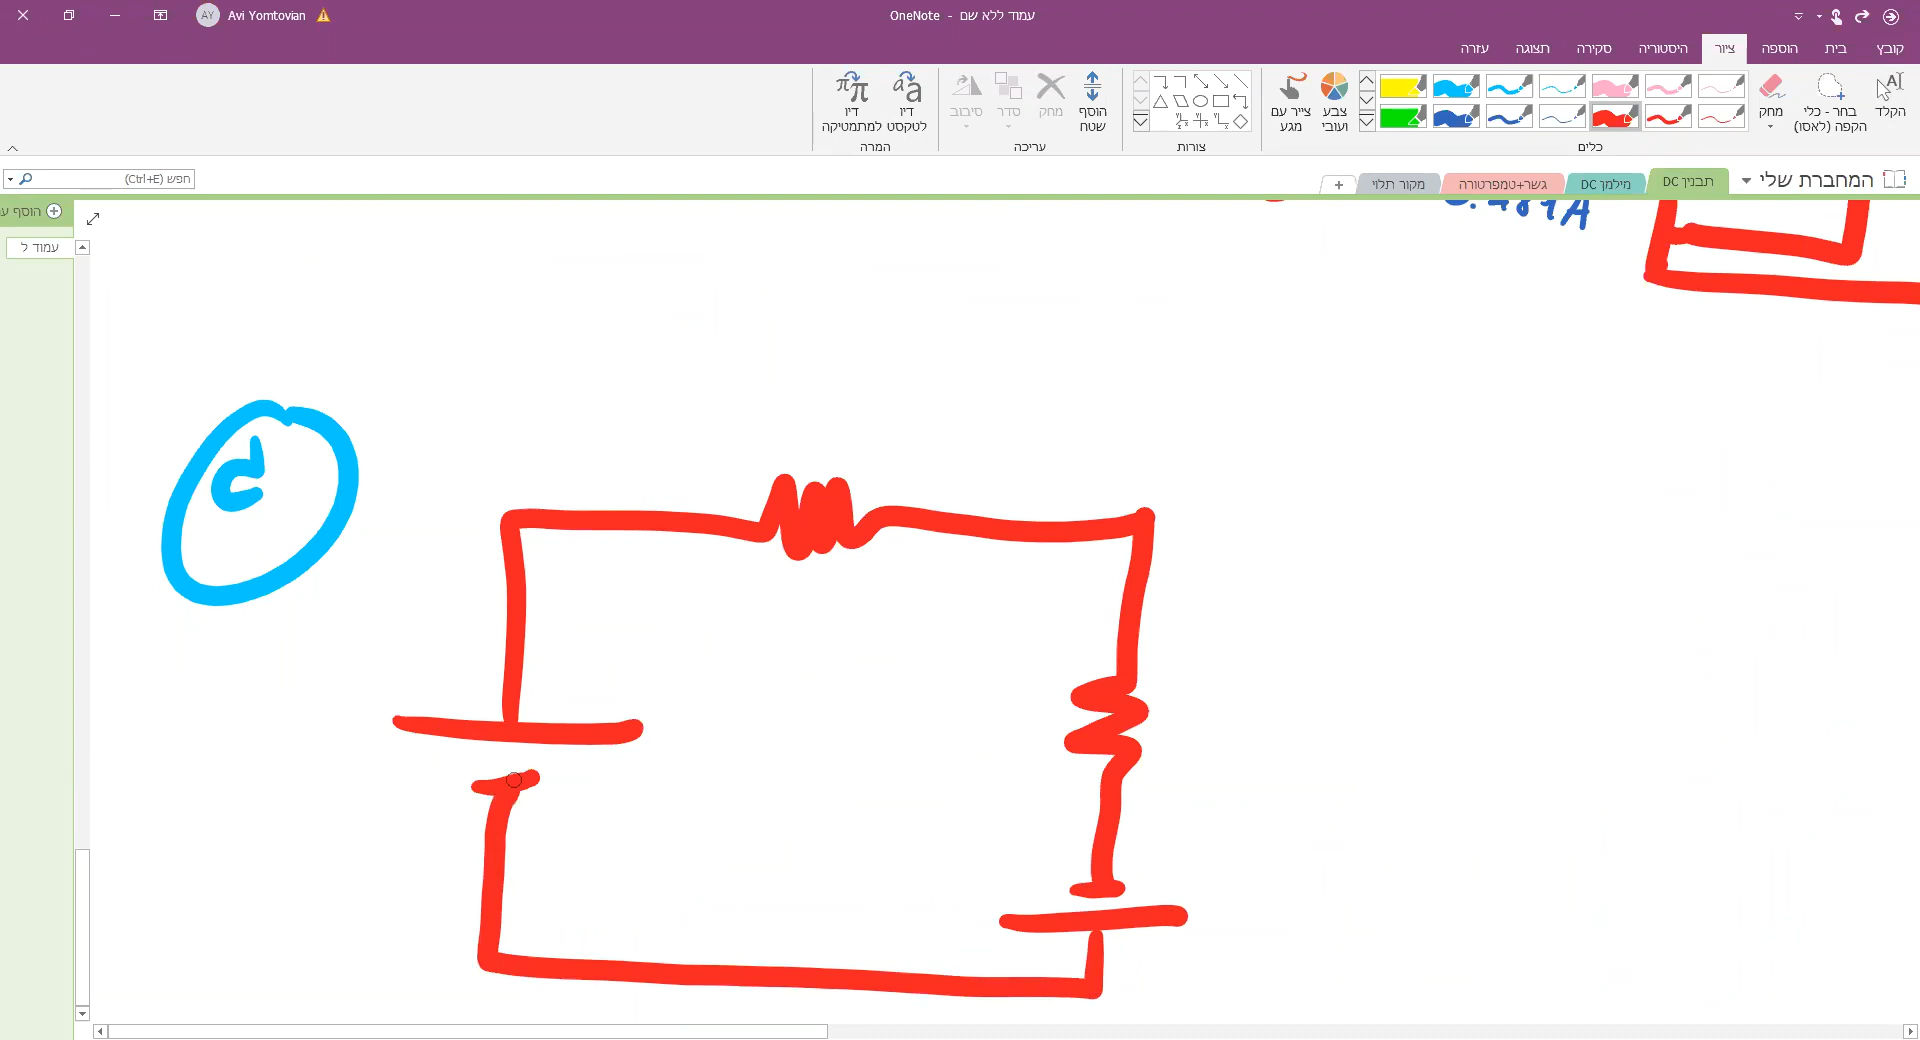 Avi Yomtovian
AY
עמוד ללא שם - OneNote
קובץ
בית
הוספה
ציור
היסטוריה
סקירה
תצוגה
עזרה
הקלד
בחר - כלי
הקפה (לאסו)
מחק
כלים
צבע
ועובי
צייר עם
מגע
צורות
הוסף
שטח
מחק
סדר
סיבוב
עריכה
דיו
לטקסט
דיו
למתמטיקה
המרה
המחברת שלי
תבנין DC
מילמן DC
גשר+טמפרטורה
מקור תלוי
חפש (Ctrl+E)
הוסף
עמוד ל